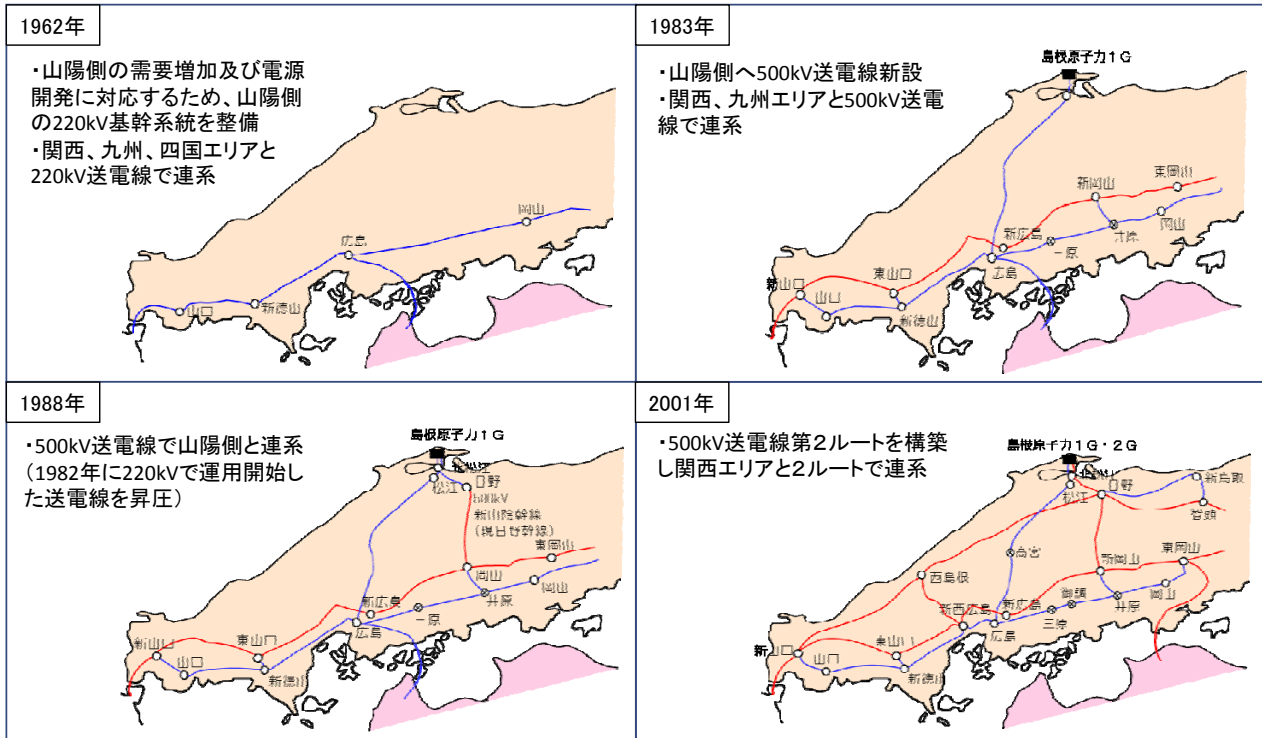 1962年
・山陽側の需要増加及び電源
開発に対応するため、山陽側
の220kV基幹系統を整備
・関西、九州、四国エリアと
220kV送電線で連系
岡山
広島
新徳山
山口
1983年
・山陽側へ500kV送電線新設
・関西、九州エリアと500kV送電
線で連系
島根原子力1G
東岡山
新岡山
岡山
新広島
広島
東山口
新山口
山口
新徳山
1988年
・500kV送電線で山陽側と連系
(1982年に220kVで運用開始し
た送電線を昇圧)
島根原子力1G
松江
日野
500kV
新山陰幹線
東岡山
岡山
井原
新広島
広島
東山口
新山口
山口
新徳山
2001年
・500kV送電線第2ルートを構築
し関西エリアと2ルートで連系
島根原子力1G・2G
日野
松江
新鳥取
智頭
西島根
新岡山
東岡山
岡山
井原
御調
三原
新広島
新西広島
広島
東山口
新山口
山口
新徳山